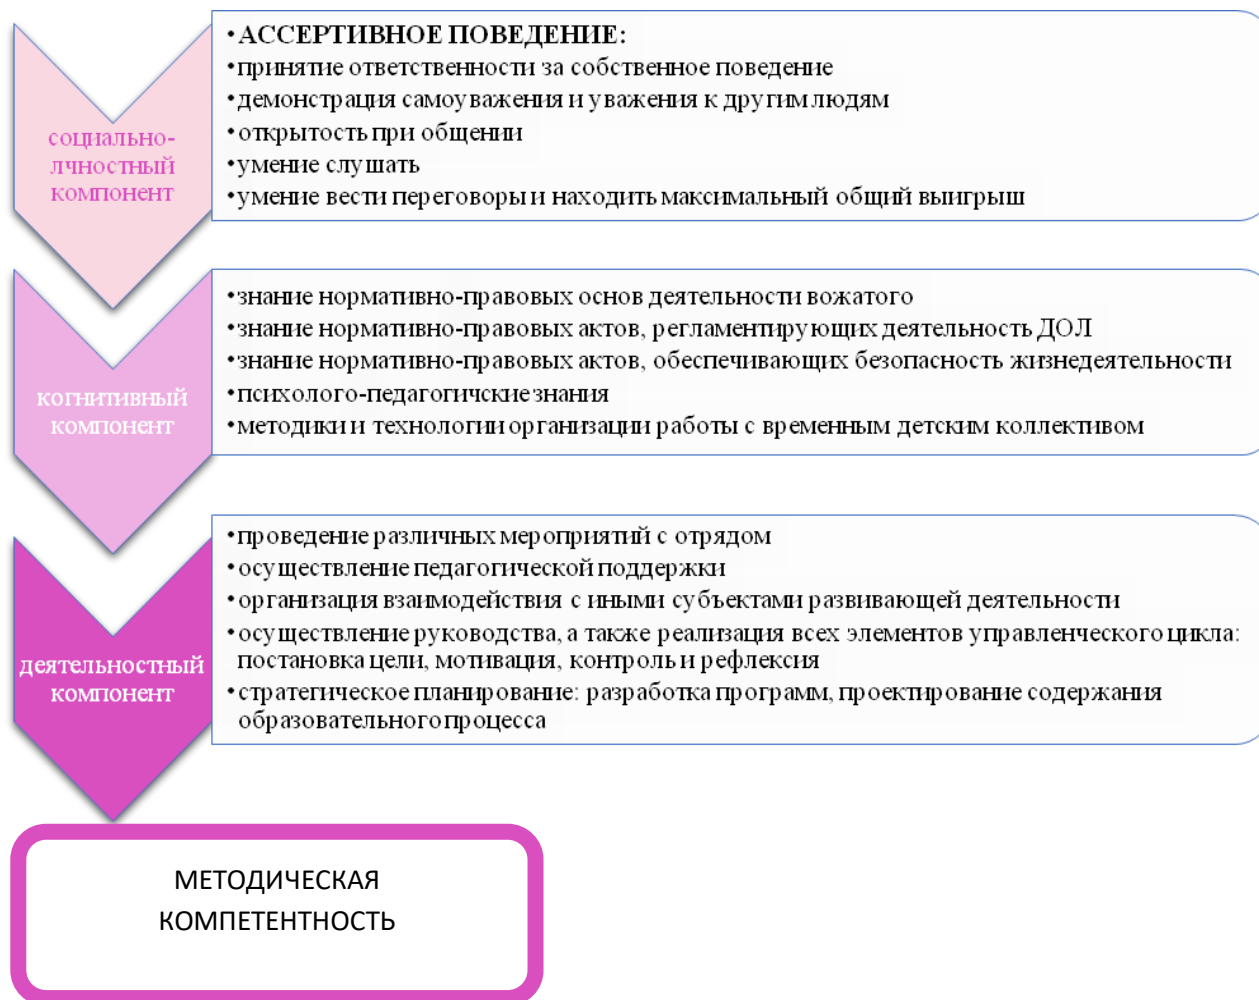 социально-
лчностный
компонент
•АССЕРТИВНОЕ ПОВЕДЕНИЕ:
•принятие ответственности за собственное поведение
•демонстрация самоуважения и уважения к другим людям
•открытость при общении
•умение слушать
•умение вести переговоры и находить максимальный общий выигрыш
когнитивный
компонент
•знание нормативно-правовых основ деятельности вожатого
•знание нормативно-правовых актов, регламентирующих деятельность ДОЛ
•знание нормативно-правовых актов, обеспечивающих безопасность жизнедеятельности
•психолого-педагогичские знания
•методики и технологии организации работы с временным детским коллективом
деятельностный
компонент
•проведение различных мероприятий с отрядом
•осуществление педагогической поддержки
•организация взаимодействия с иными субъектами развивающей деятельности
•осуществление руководства, а также реализация всех элементов управленческого цикла:
постановка цели, мотивация, контроль и рефлексия
•стратегическое планирование: разработка программ, проектирование содержания
образовательного процесса
МЕТОДИЧЕСКАЯ
КОМПЕТЕНТНОСТЬ